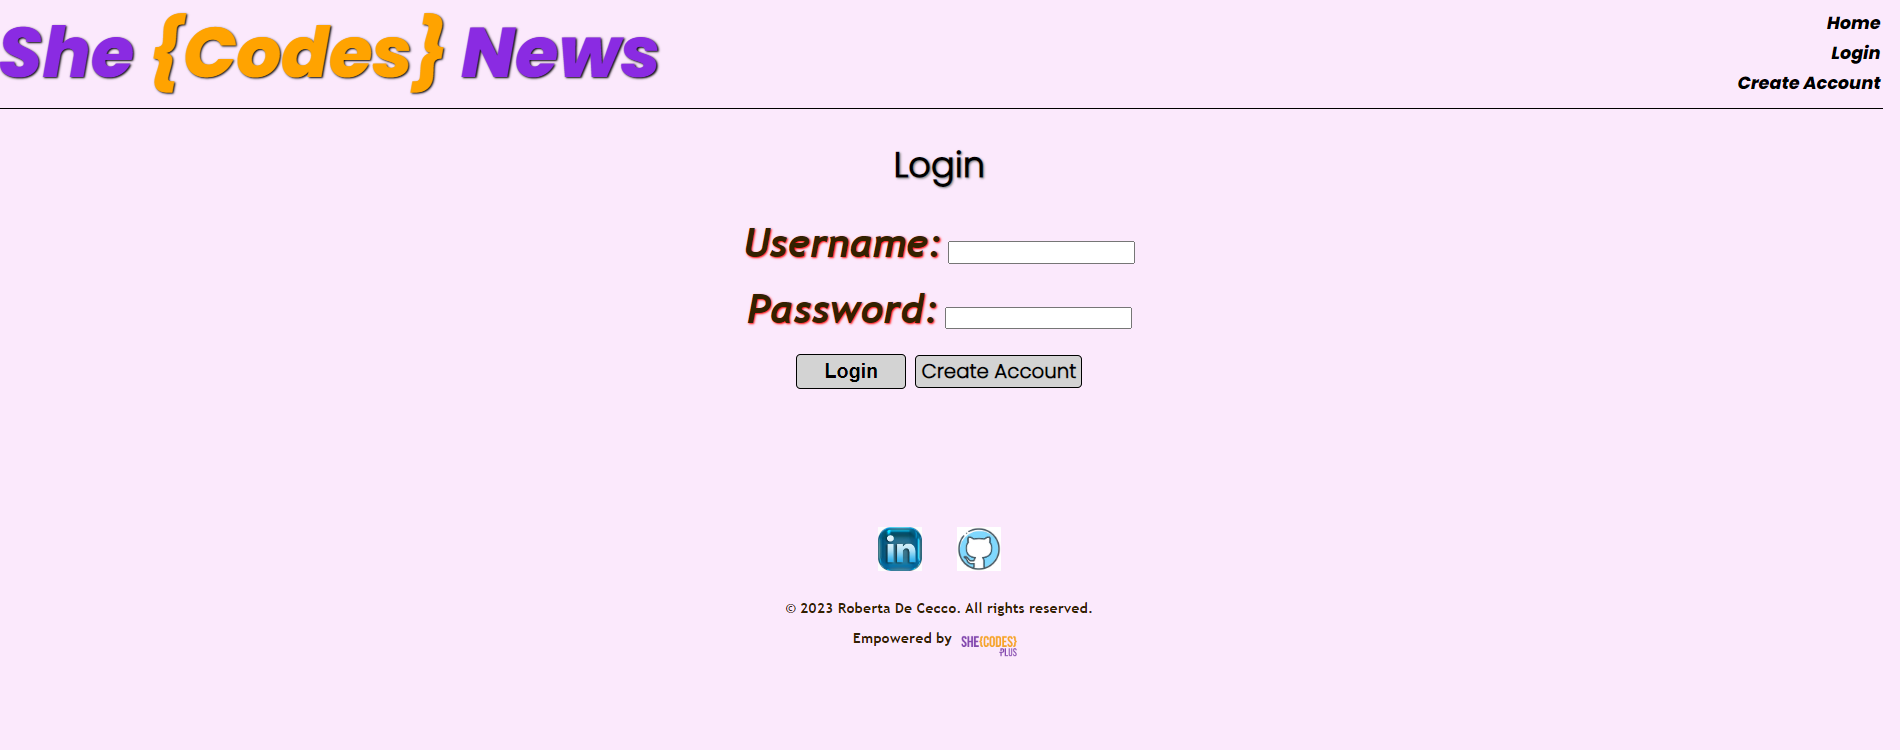 She {Codes} News
Home
Login
Create Account
Login
Username:
Password:
Login Create Account
in
© 2023 Roberta De Cecco. All rights reserved.
Empowered by SHE{CODES}
PLUS